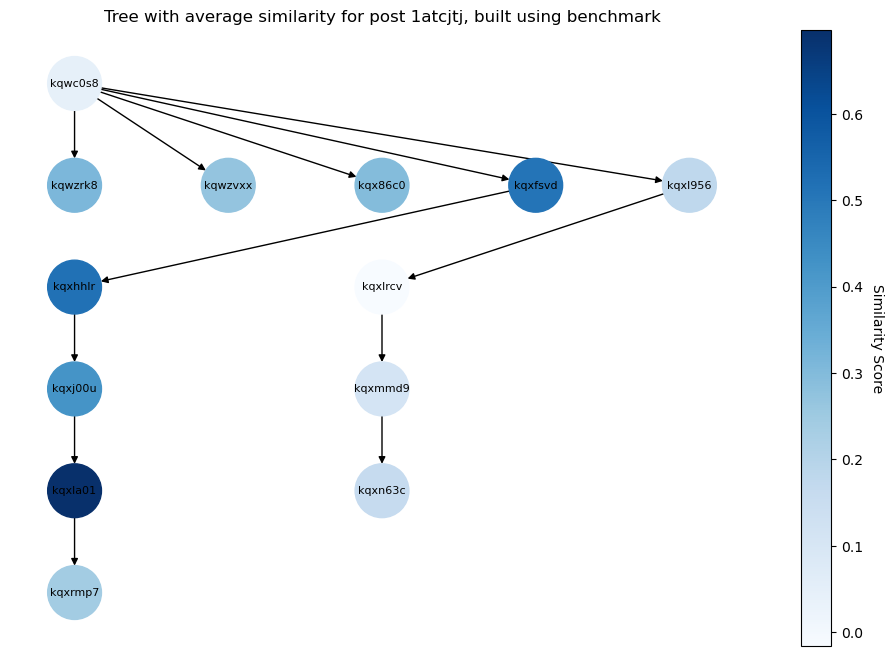 Tree with average similarity for post 1atcjtj, built using benchmark
kqwc0s8
kqwzrk8
kqwzvxx
kqx86c0
kqxfsvd
kqxl956
kqxhhlr
kqxlrcv
kqxj00u
kqxmmd9
kqxla01
kqxn63c
kqxrmp7
0.6
0.5
0.4
0.3
0.2
0.1
0.0
Similarity Score